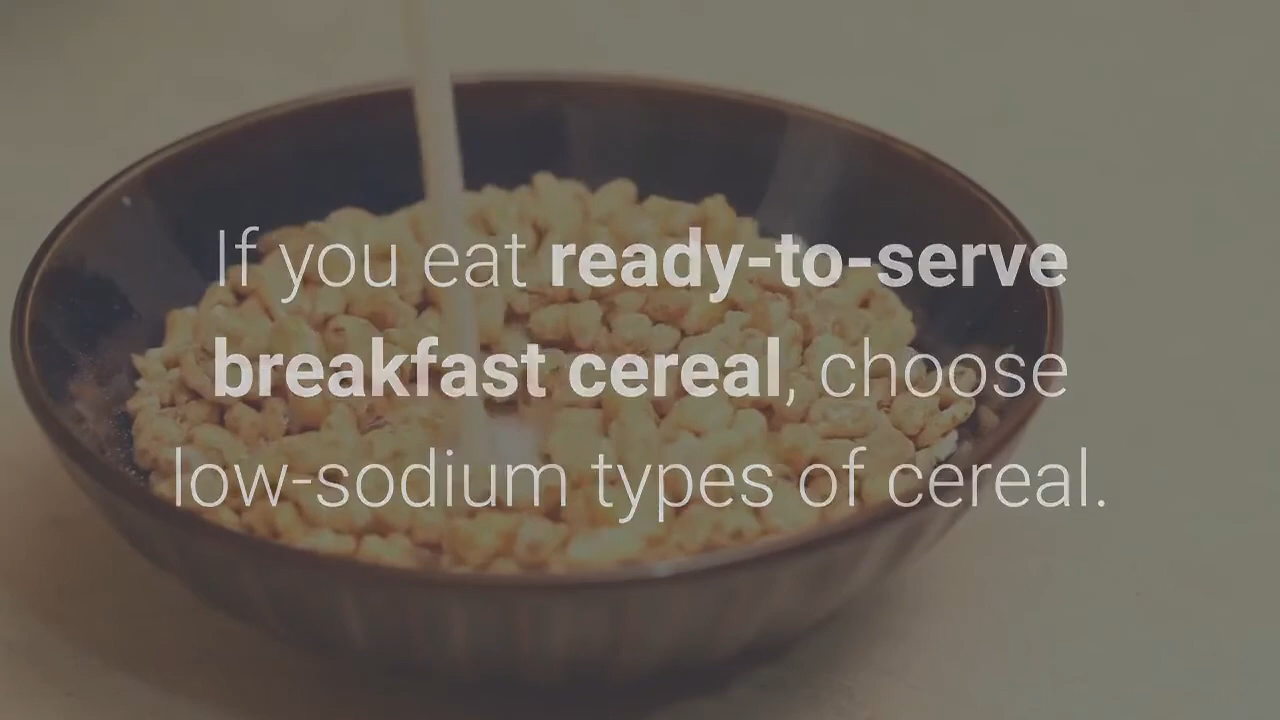 If you eat ready-to-serve
breakfast cereal, choose
low-sodium types of cereal.